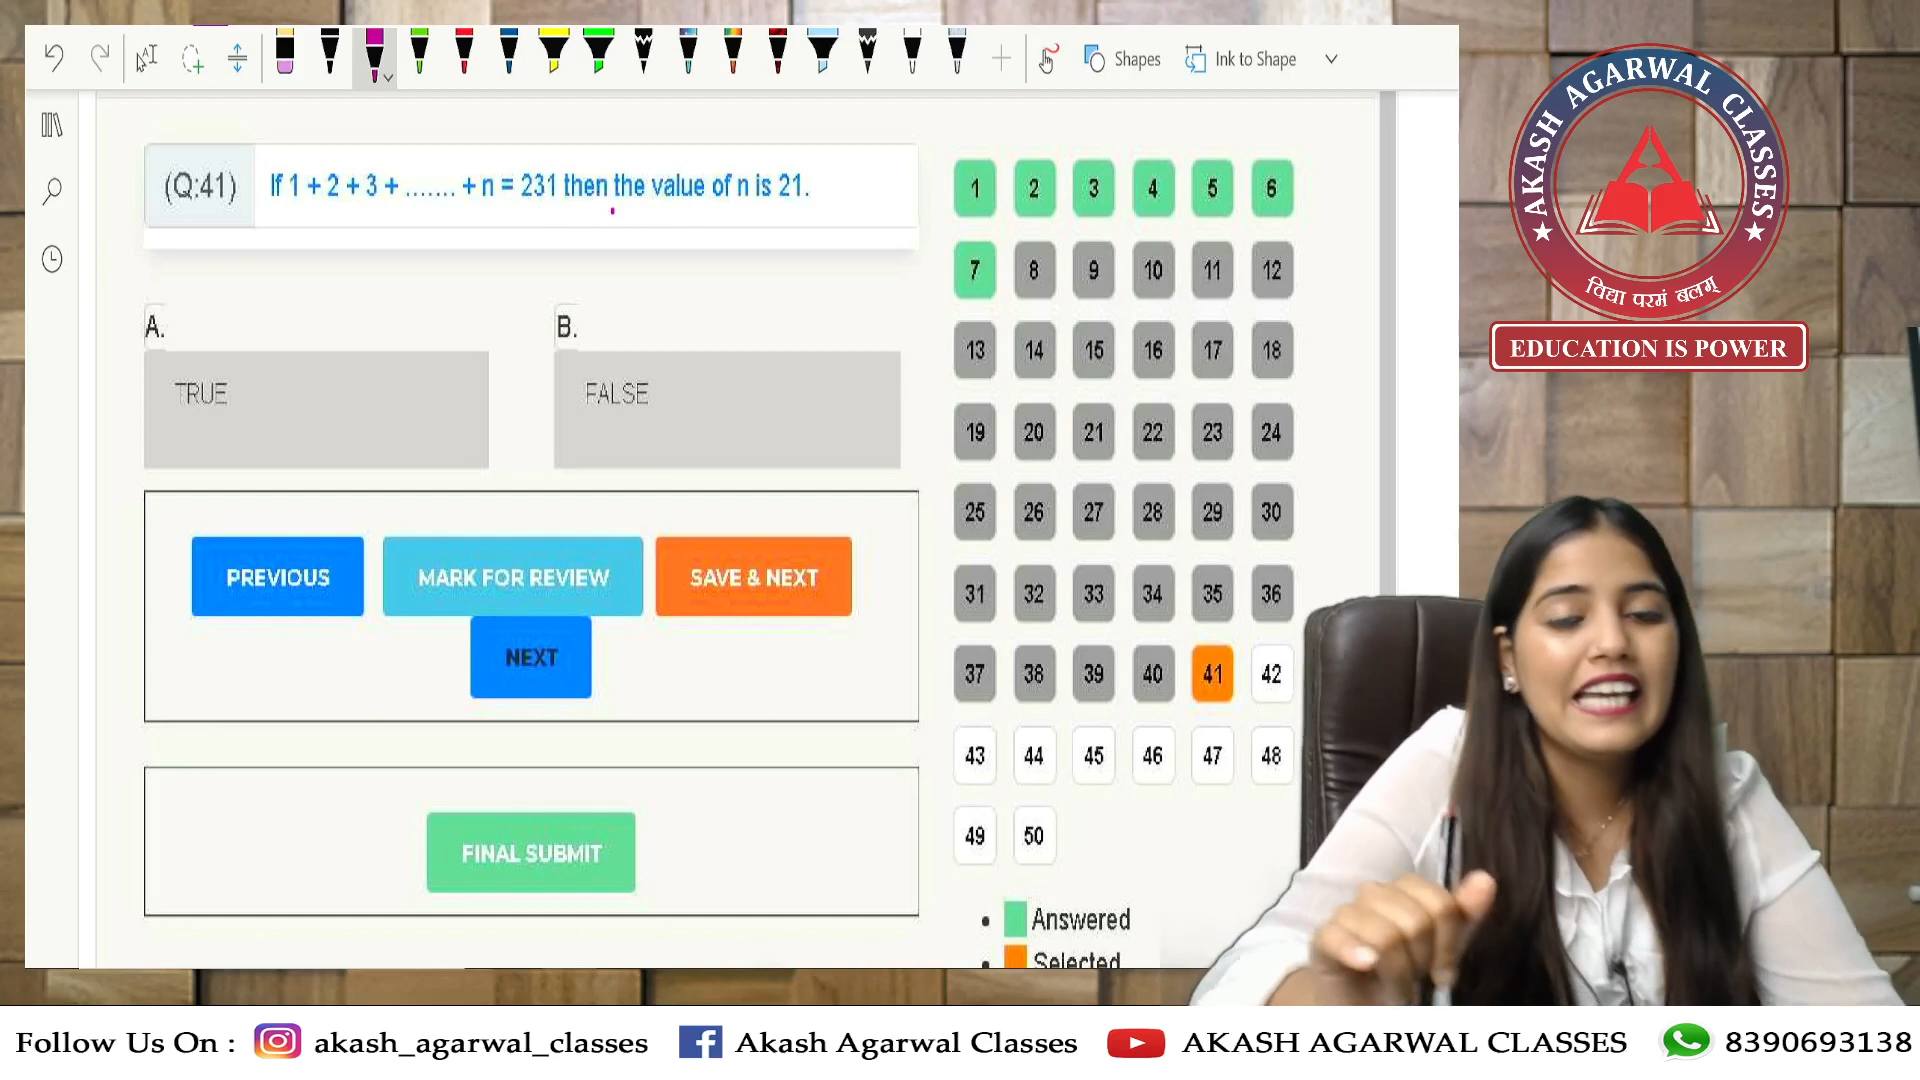 Shapes
Ink to Shape
(Q:41) If 1 + 2 + 3 + ....... + n = 231 then the value of n is 21.
A.
B.
TRUE
FALSE
PREVIOUS
MARK FOR REVIEW
SAVE & NEXT
NEXT
FINAL SUBMIT
1 2 3 4 5 6
7 8 9 10 11 12
13 14 15 16 17 18
19 20 21 22 23 24
25 26 27 28 29 30
31 32 33 34 35 36
37 38 39 40 41 42
43 44 45 46 47 48
49 50
Answered
Selected
AKASH AGARWAL CLASSES
विद्या परमं बलम्
EDUCATION IS POWER
Follow Us On : akash_agarwal_classes Akash Agarwal Classes AKASH AGARWAL CLASSES 8390693138